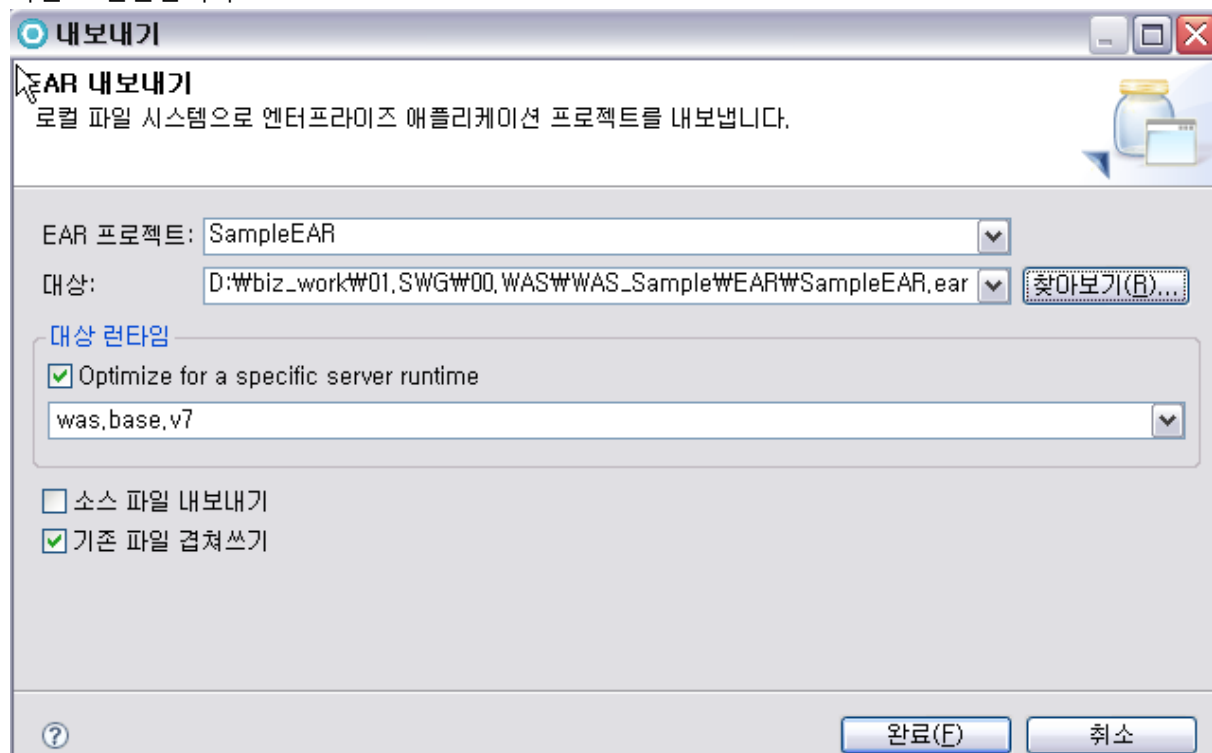 내보내기
EAR 내보내기
로컬 파일 시스템으로 엔터프라이즈 애플리케이션 프로젝트를 내보냅니다.
EAR 프로젝트: SampleEAR
대상: D:₩biz_work₩01.SWG₩00.WAS₩WAS_Sample₩EAR₩SampleEAR.ear 찾아보기(R)...
대상 런타임
Optimize for a specific server runtime
was.base.v7
소스 파일 내보내기
기존 파일 겹쳐쓰기
완료(F) 취소